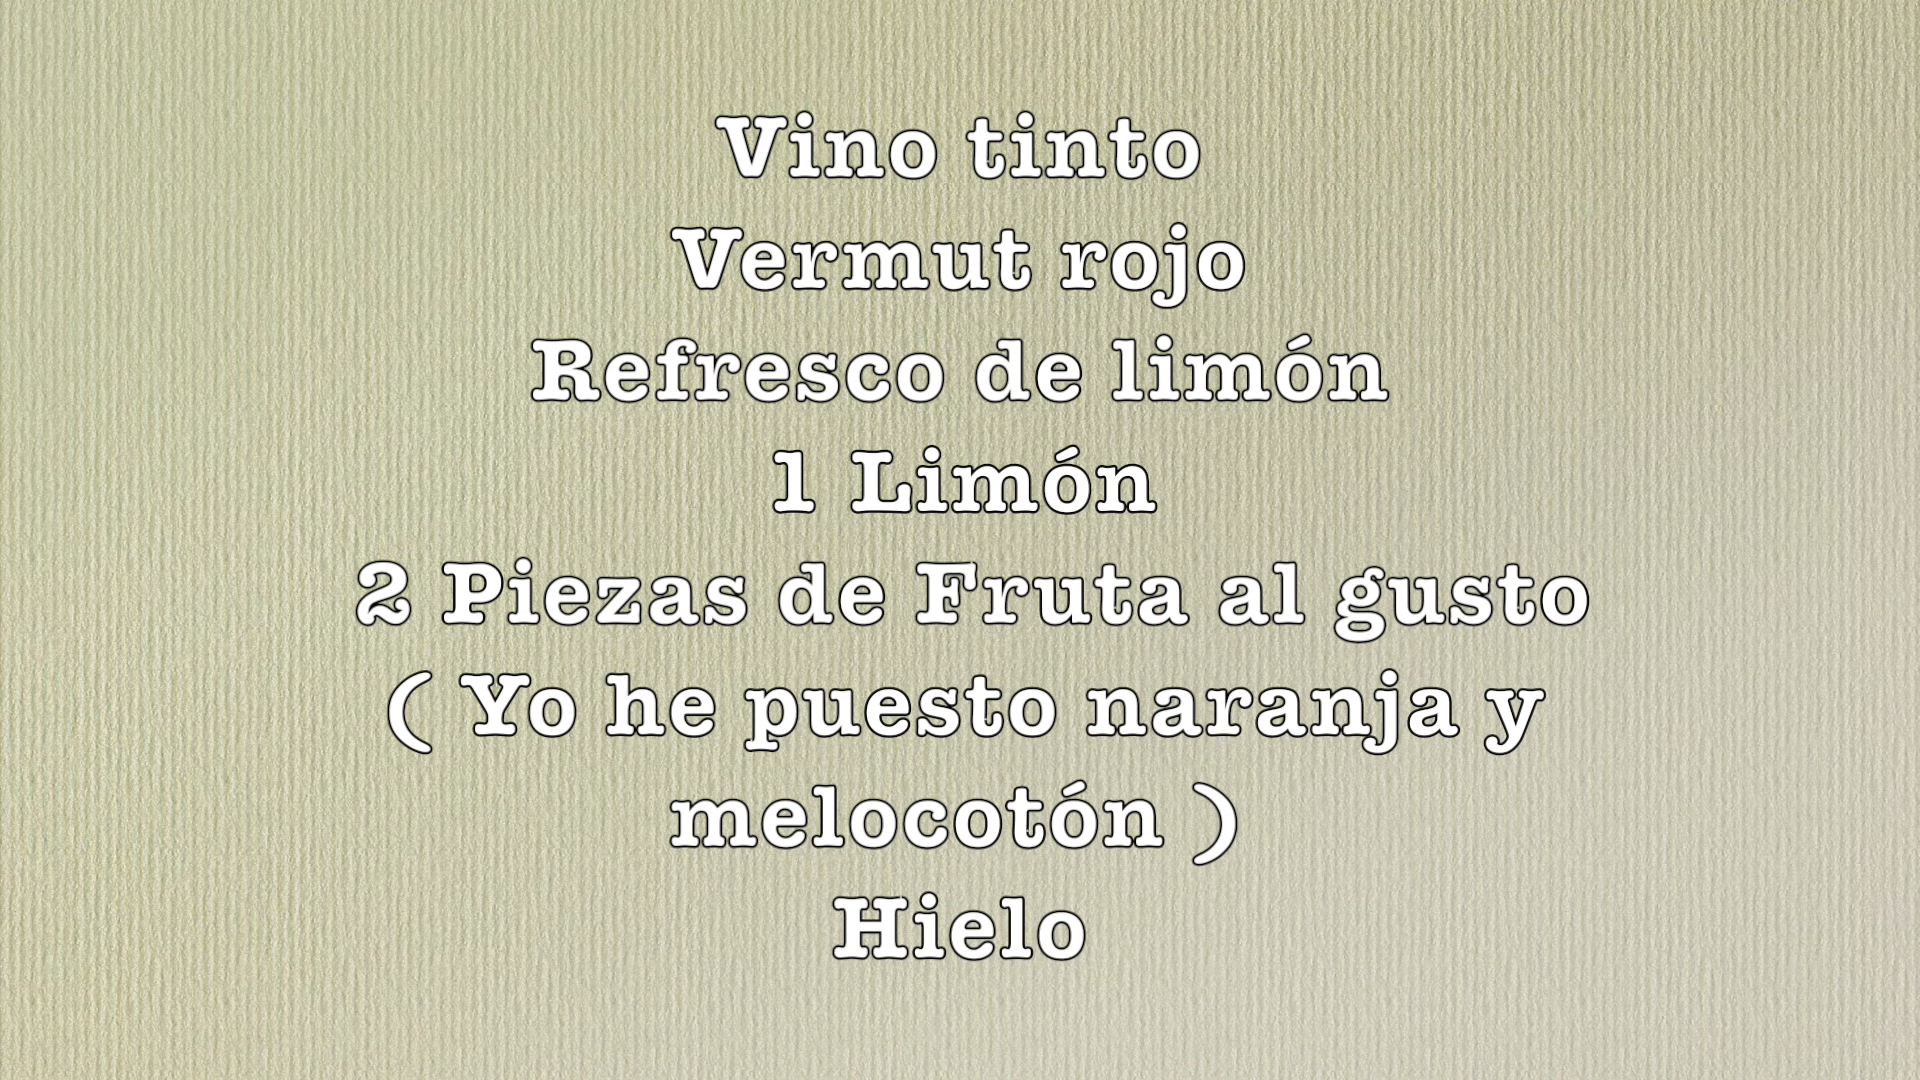 Vino tinto
Vermut rojo
Refresco de limón
1 Limón
2 Piezas de Fruta al gusto
( Yo he puesto naranja y
melocotón )
Hielo